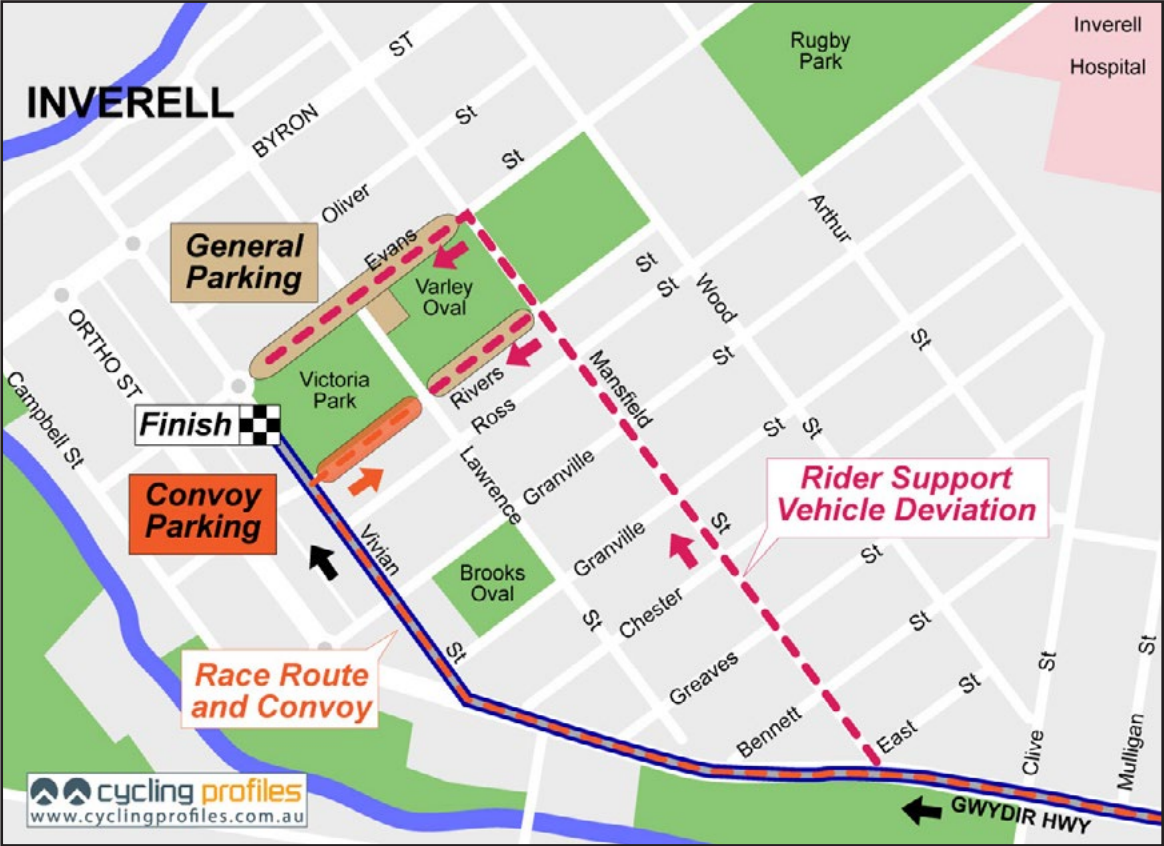 INVERELL
BYRON
ST
Oliver
St
Evans
St
Rugby
Park
Inverell
Hospital
General
Parking
Varley
Oval
Victoria
Park
ORTHO ST
Campbell St
Finish
Convoy
Parking
Rivers
St
Ross
St
Lawrence
St
Vivian
St
Granville
St
Granville
St
Brooks
Oval
Chester
St
Greaves
St
Bennett
St
East
St
Mansfield
St
Wood
St
Arthur
St
Clive
St
Mulligan
St
Rider Support
Vehicle Deviation
Race Route
and Convoy
GWYDIR HWY
cycling profiles
www.cyclingprofiles.com.au